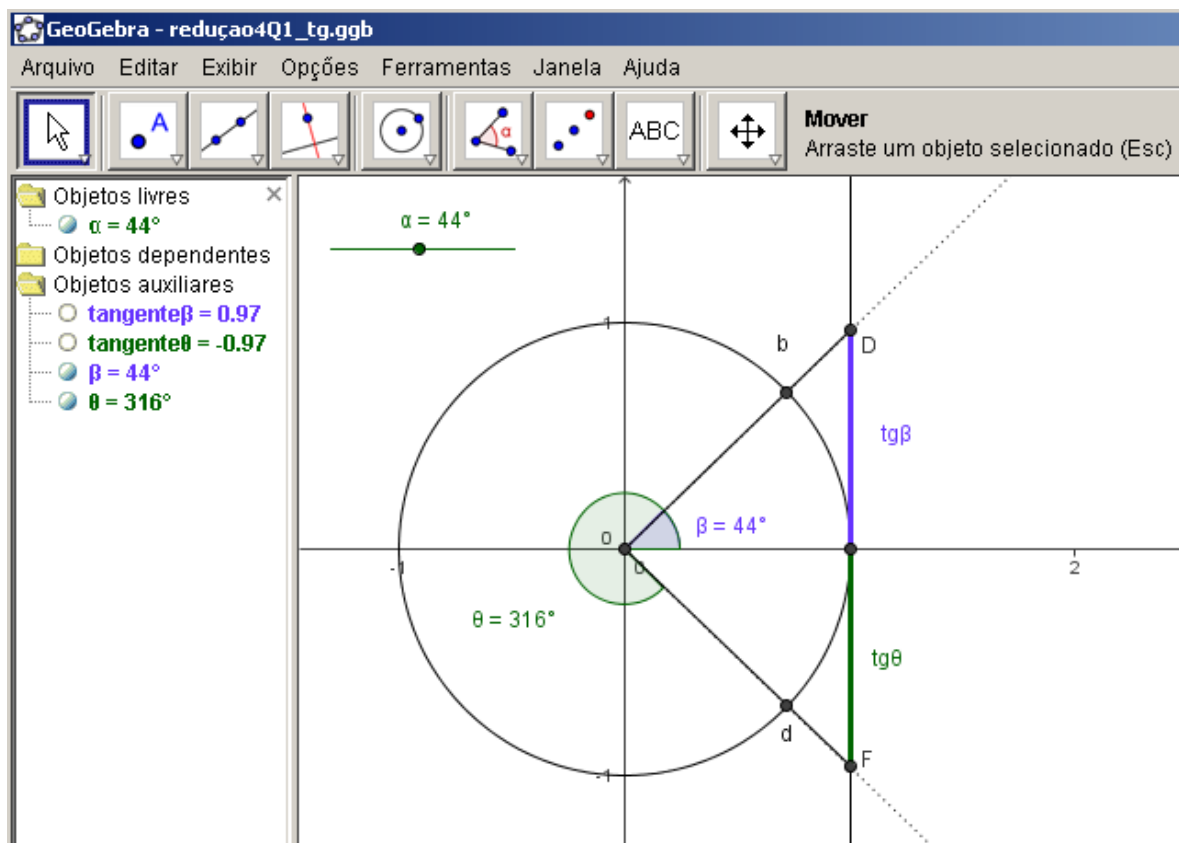 GeoGebra - reduçao4Q1_tg.ggb
Arquivo Editar Exibir Opções Ferramentas Janela Ajuda
A
α
ABC
Mover
Arraste um objeto selecionado (Esc)
Objetos livres
α = 44°
Objetos dependentes
Objetos auxiliares
tangenteβ = 0.97
tangenteθ = -0.97
β = 44°
θ = 316°
α = 44°
1
b
D
tgβ
β = 44°
o
-1
0
2
θ = 316°
tgθ
d
F
-1